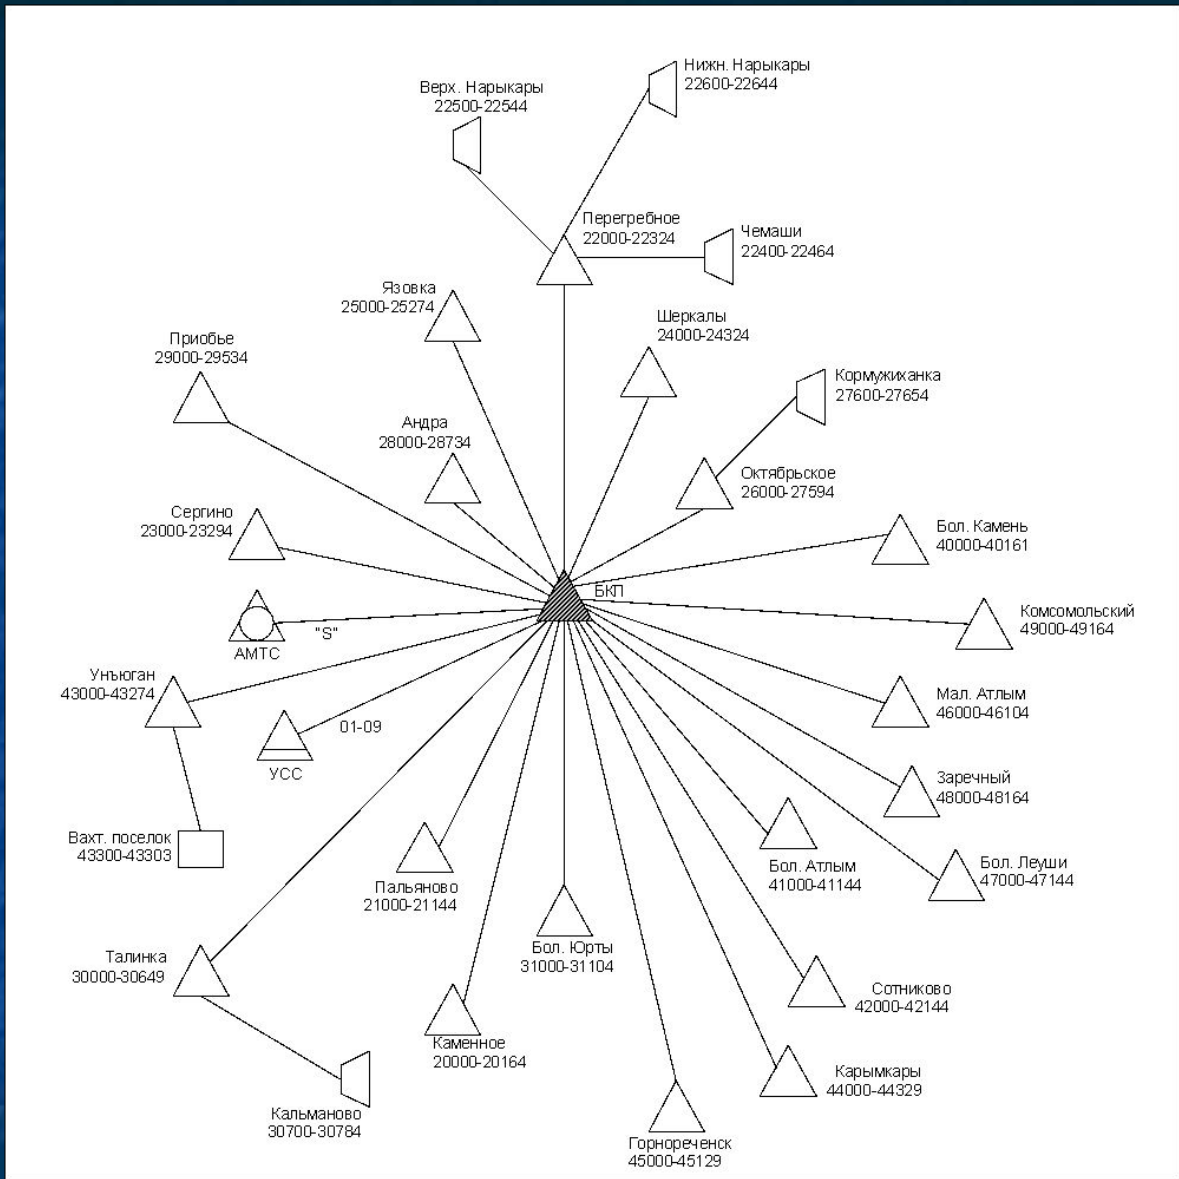 Нижн. Нарыкары
22600-22644
Верх. Нарыкары
22500-22544
Перегребное
22000-22324
Чемаши
22400-22464
Язовка
25000-25274
Шеркалы
24000-24324
Приобье
29000-29534
Кормужиханка
27600-27654
Андра
28000-28734
Октябрьское
26000-27594
Сергино
23000-23294
Бол. Камень
40000-40161
БКП
Комсомольский
49000-49164
"S"
АМТС
Унъюган
43000-43274
Мал. Атлым
46000-46104
01-09
УСС
Заречный
48000-48164
Вахт. поселок
43300-43303
Бол. Атлым
41000-41144
Бол. Леуши
47000-47144
Пальяново
21000-21144
Талинка
30000-30649
Бол. Юрты
31000-31104
Сотниково
42000-42144
Каменное
20000-20164
Карымкары
44000-44329
Кальманово
30700-30784
Горнореченск
45000-45129